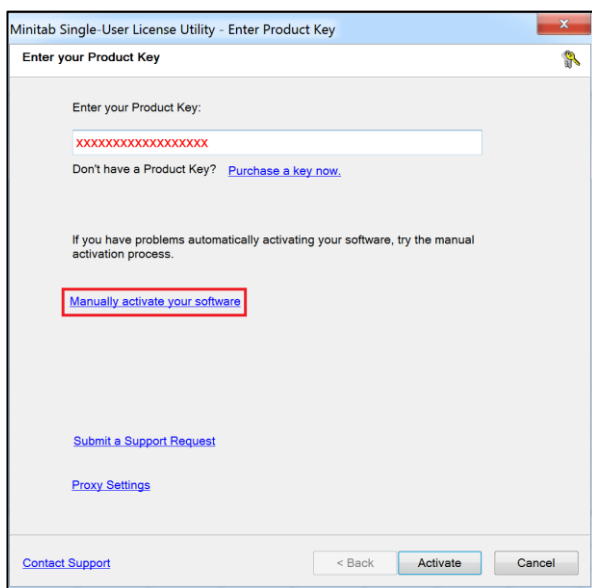 Minitab Single-User License Utility - Enter Product Key
x
Enter your Product Key
Enter your Product Key:
XXXXXXXXXXXXXXXXXX
Don't have a Product Key? Purchase a key now.
If you have problems automatically activating your software, try the manual
activation process.
Manually activate your software
Submit a Support Request
Proxy Settings
Contact Support
< Back
Activate
Cancel